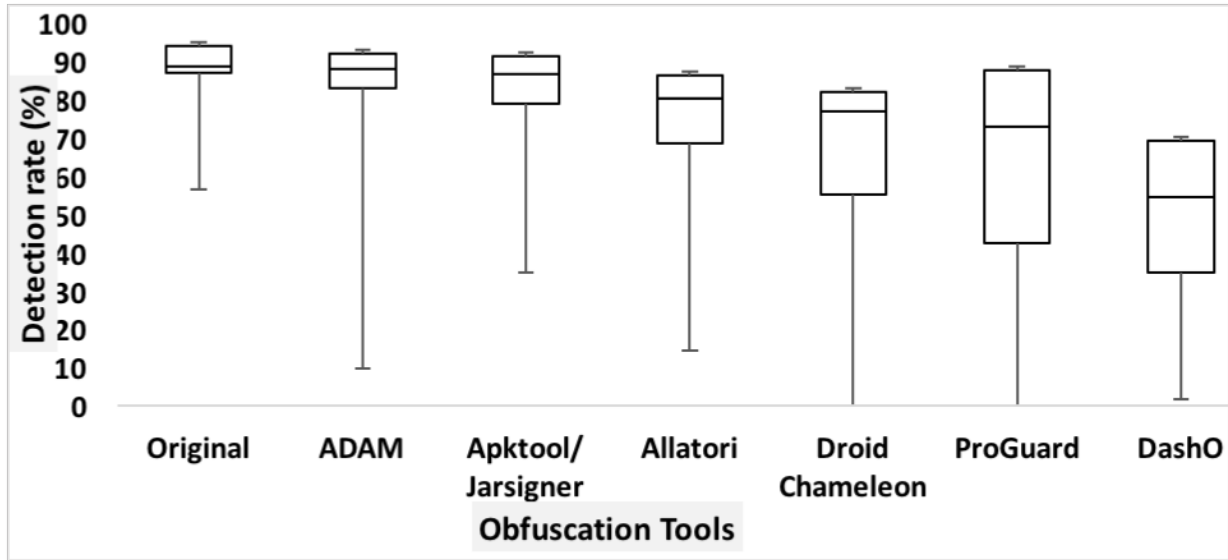 Detection rate (%)
100
90
80
70
60
50
40
30
20
10
0
Original
ADAM
Apktool/
Jarsigner
Allatori
Droid
Chameleon
ProGuard
DashO
Obfuscation Tools